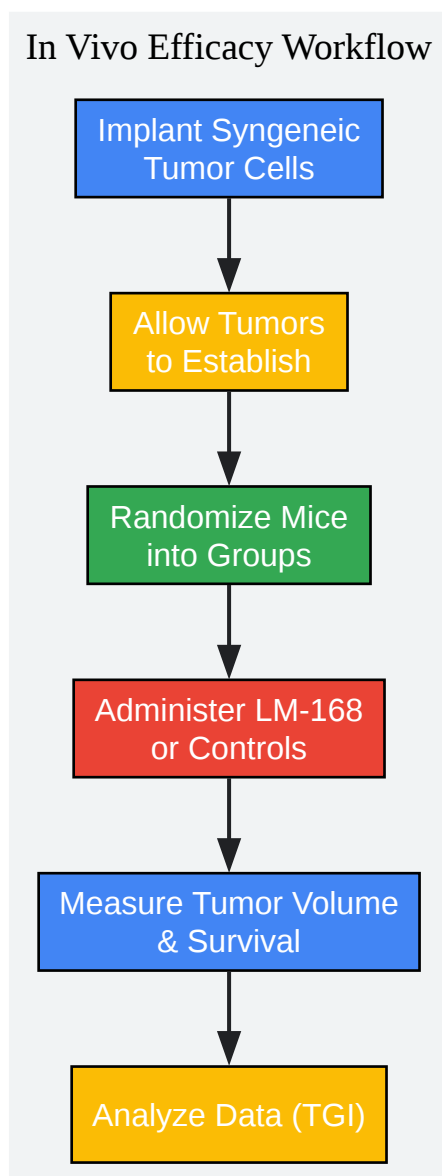 In Vivo Efficacy Workflow
Implant Syngeneic
Tumor Cells
Allow Tumors
to Establish
Randomize Mice
into Groups
Administer LM-168
or Controls
Measure Tumor Volume
& Survival
Analyze Data (TGI)